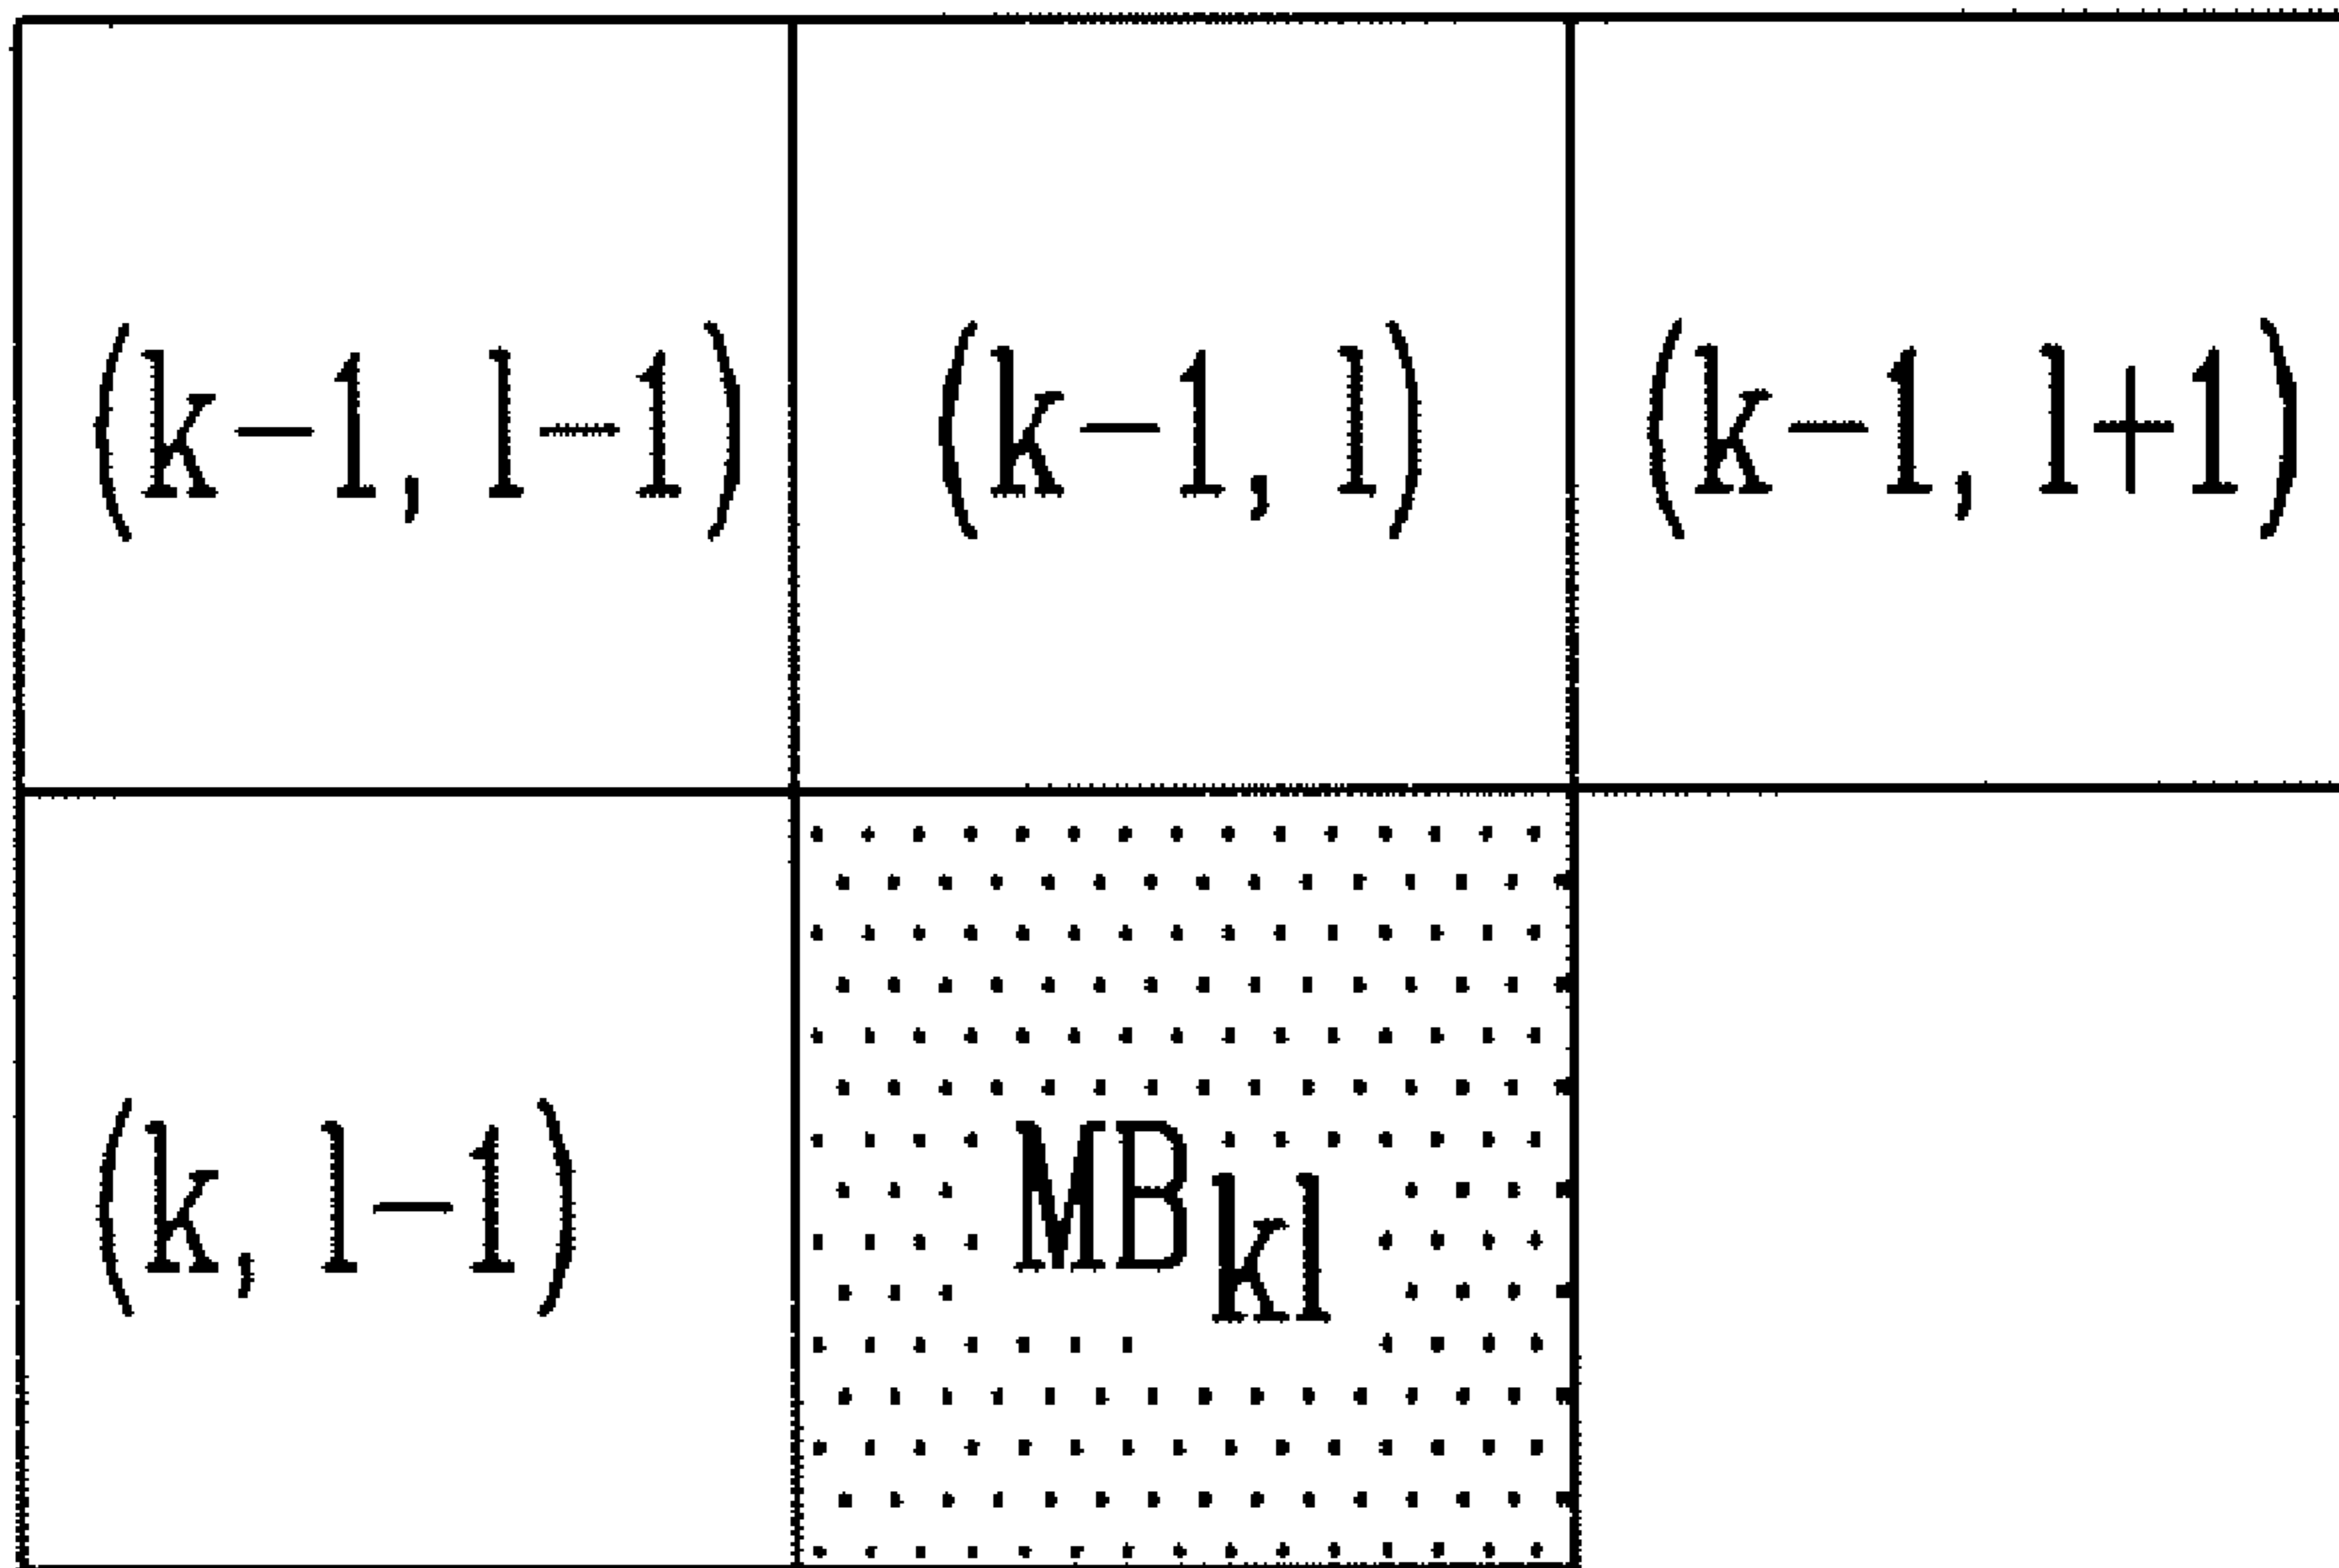 (k-1, l-1) (k-1, l) (k-1, l+1)
(k, l-1) MBkl